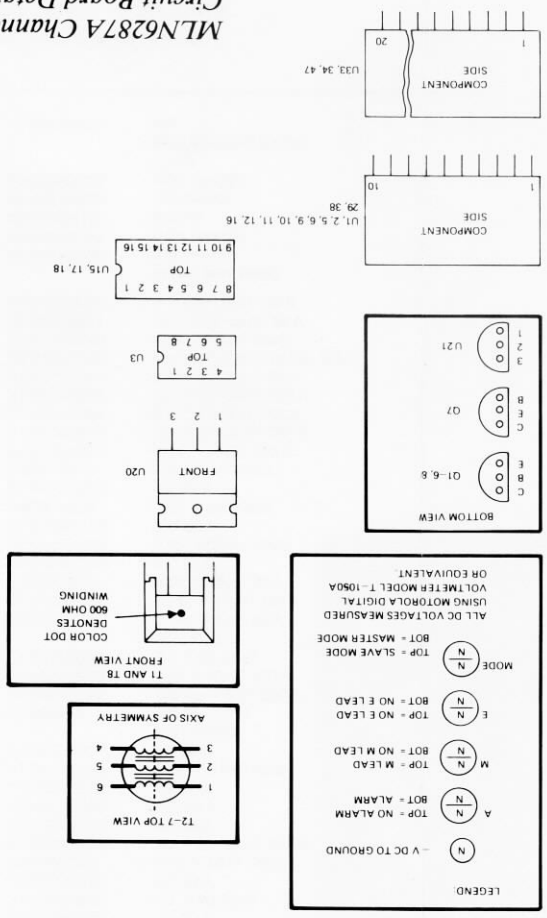 LEGEND:
N – V DC TO GROUND
A N N TOP = NO ALARM
BOT = ALARM
M N N TOP = M LEAD
BOT = NO M LEAD
E N N TOP = NO E LEAD
BOT = NO E LEAD
MODE N N TOP = SLAVE MODE
BOT = MASTER MODE
ALL DC VOLTAGES MEASURED
USING MOTOROLA DIGITAL
VOLTMETER MODEL T-1050A
OR EQUIVALENT.
T2-7 TOP VIEW
1 6
2 5
3 4
AXIS OF SYMMETRY
T1 AND T8
FRONT VIEW
COLOR DOT
DENOTES
600 OHM
WINDING
BOTTOM VIEW
C
B
E
Q1-6, 8
C
E
B
Q7
3
2
1
U21
U20
FRONT
1 2 3
U3
4 3 2 1
TOP
5 6 7 8
U15, 17, 18
8 7 6 5 4 3 2 1
TOP
9 10 11 12 13 14 15 16
COMPONENT
SIDE
1 10
U1, 2, 5, 6, 9, 10, 11, 12, 16
29, 38
COMPONENT
SIDE
1 20
U33, 34, 47
MLN6287A Chann
Circuit Board